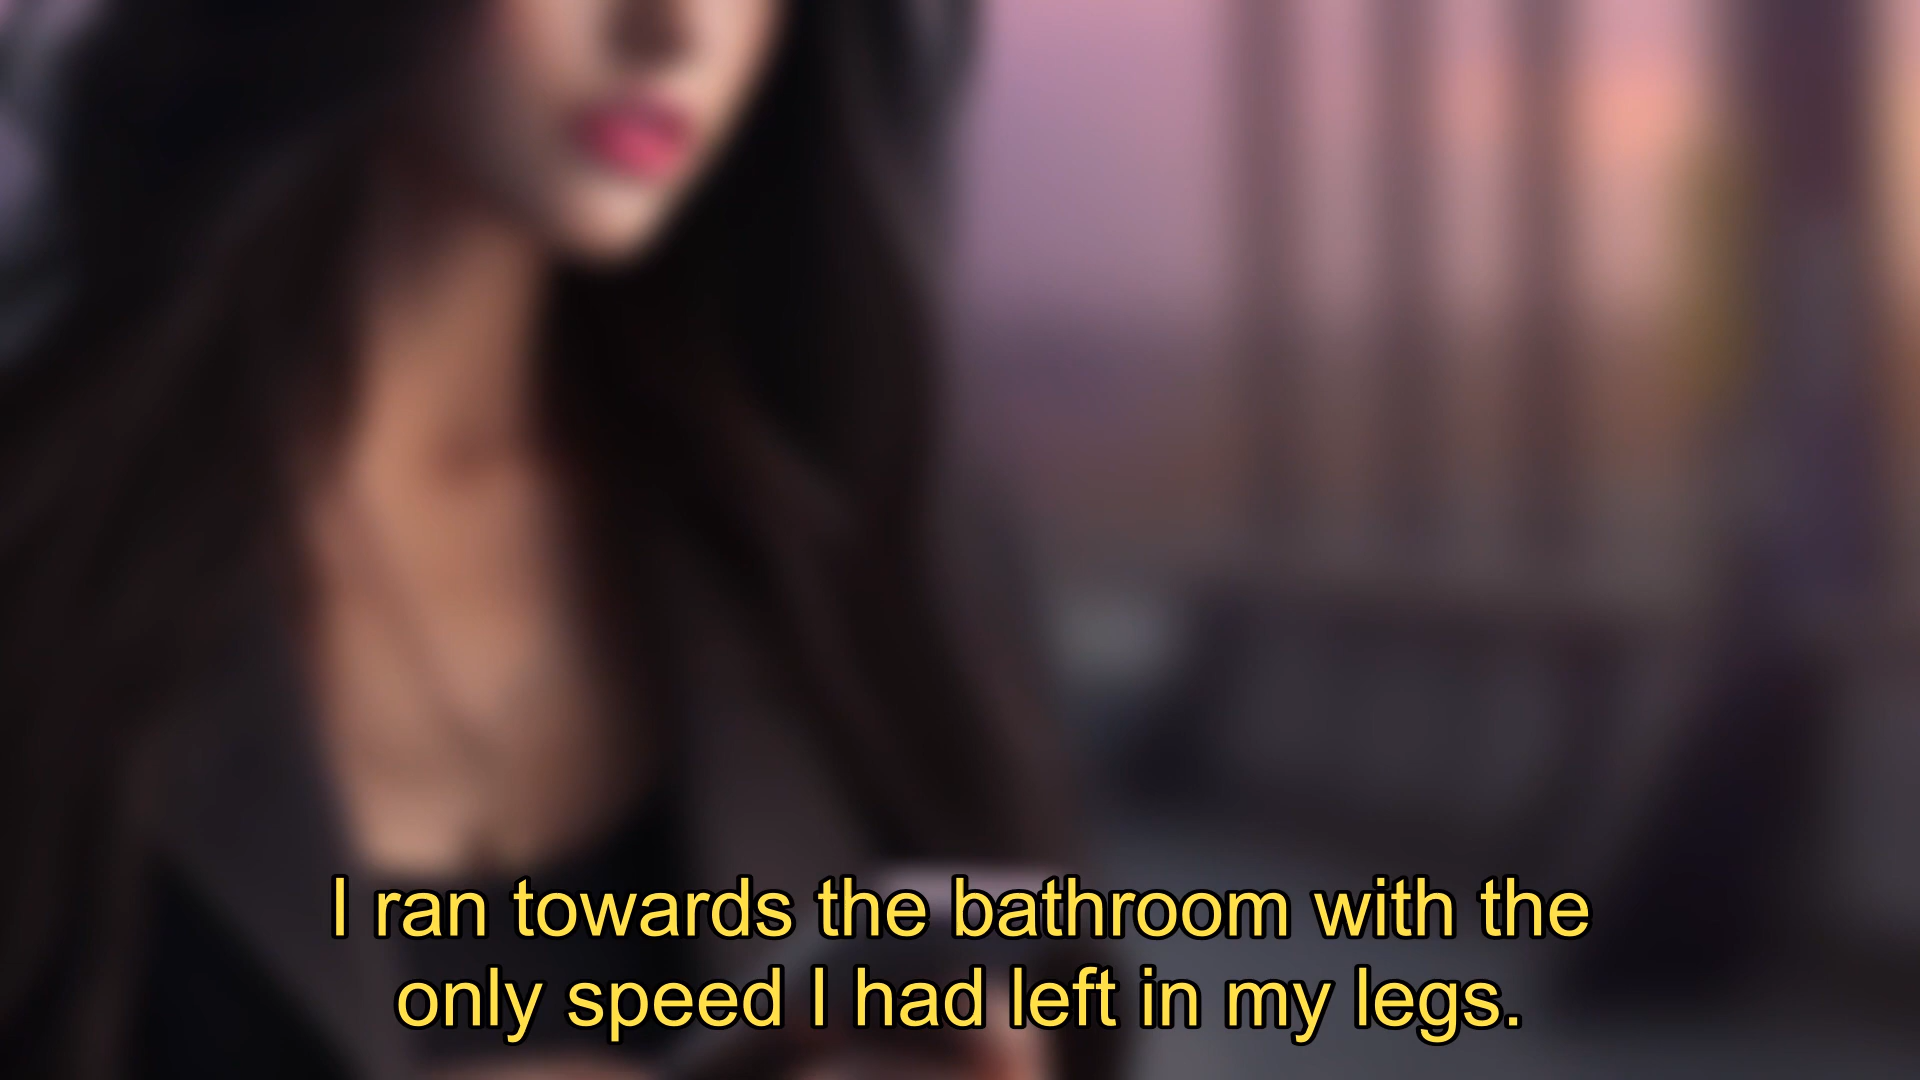 I ran towards the bathroom with the
only speed I had left in my legs.